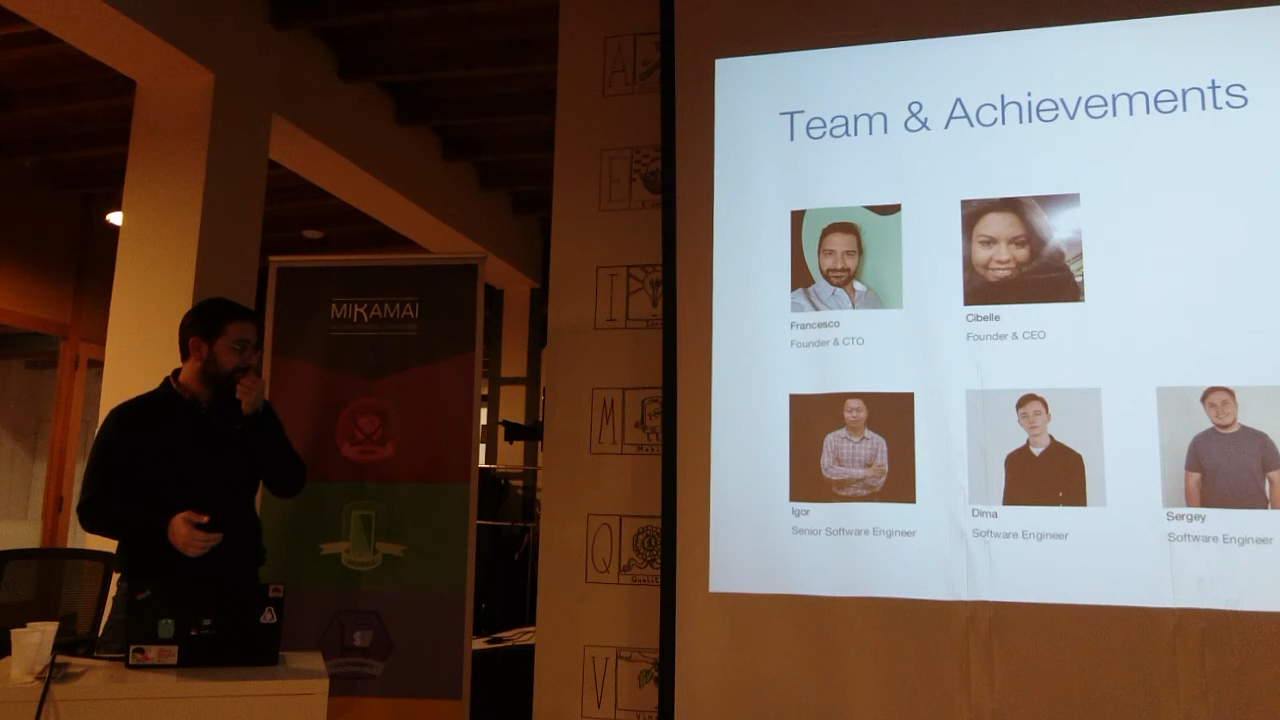 MIKAMAI
A
E
I
M
Q
V
Team & Achievements
Francesco
Founder & CTO
Cibelle
Founder & CEO
Igor
Senior Software Engineer
Dima
Software Engineer
Sergey
Software Engineer